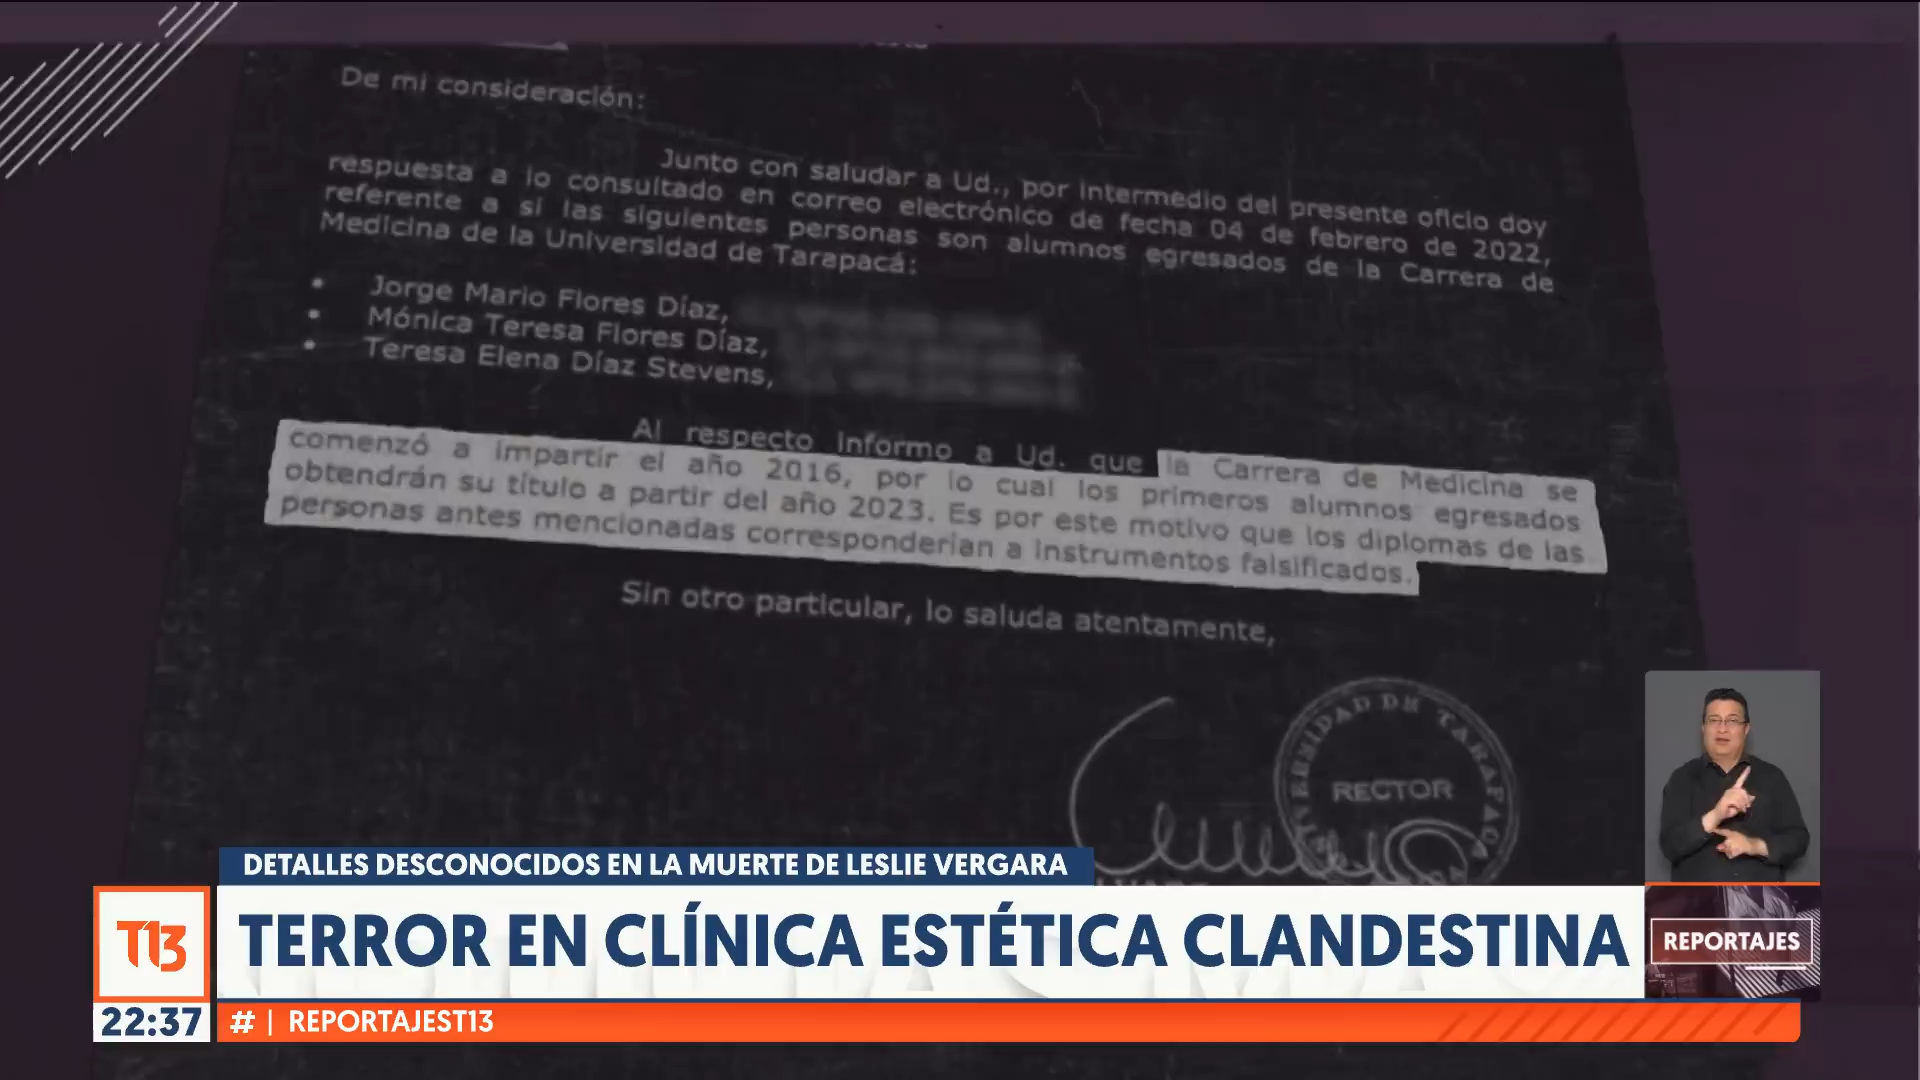 De mi consideración:
Junto con saludar a Ud., por intermedio del presente oficio doy
respuesta a lo consultado en correo electrónico de fecha 04 de febrero de 2022,
referente a si las siguientes personas son alumnos egresados de la Carrera de
Medicina de la Universidad de Tarapacá:
• Jorge Mario Flores Díaz,
• Mónica Teresa Flores Díaz,
• Teresa Elena Díaz Stevens,
Al respecto informo a Ud. que la Carrera de Medicina se
comenzó a impartir el año 2016, por lo cual los primeros alumnos egresados
obtendrán su título a partir del año 2023. Es por este motivo que los diplomas de las
personas antes mencionadas corresponderían a instrumentos falsificados.
Sin otro particular, lo saluda atentamente,
UNIVERSIDAD DE TARAPACA
RECTOR
DETALLES DESCONOCIDOS EN LA MUERTE DE LESLIE VERGARA
T13
TERROR EN CLÍNICA ESTÉTICA CLANDESTINA
REPORTAJES
22:37
# | REPORTAJEST13